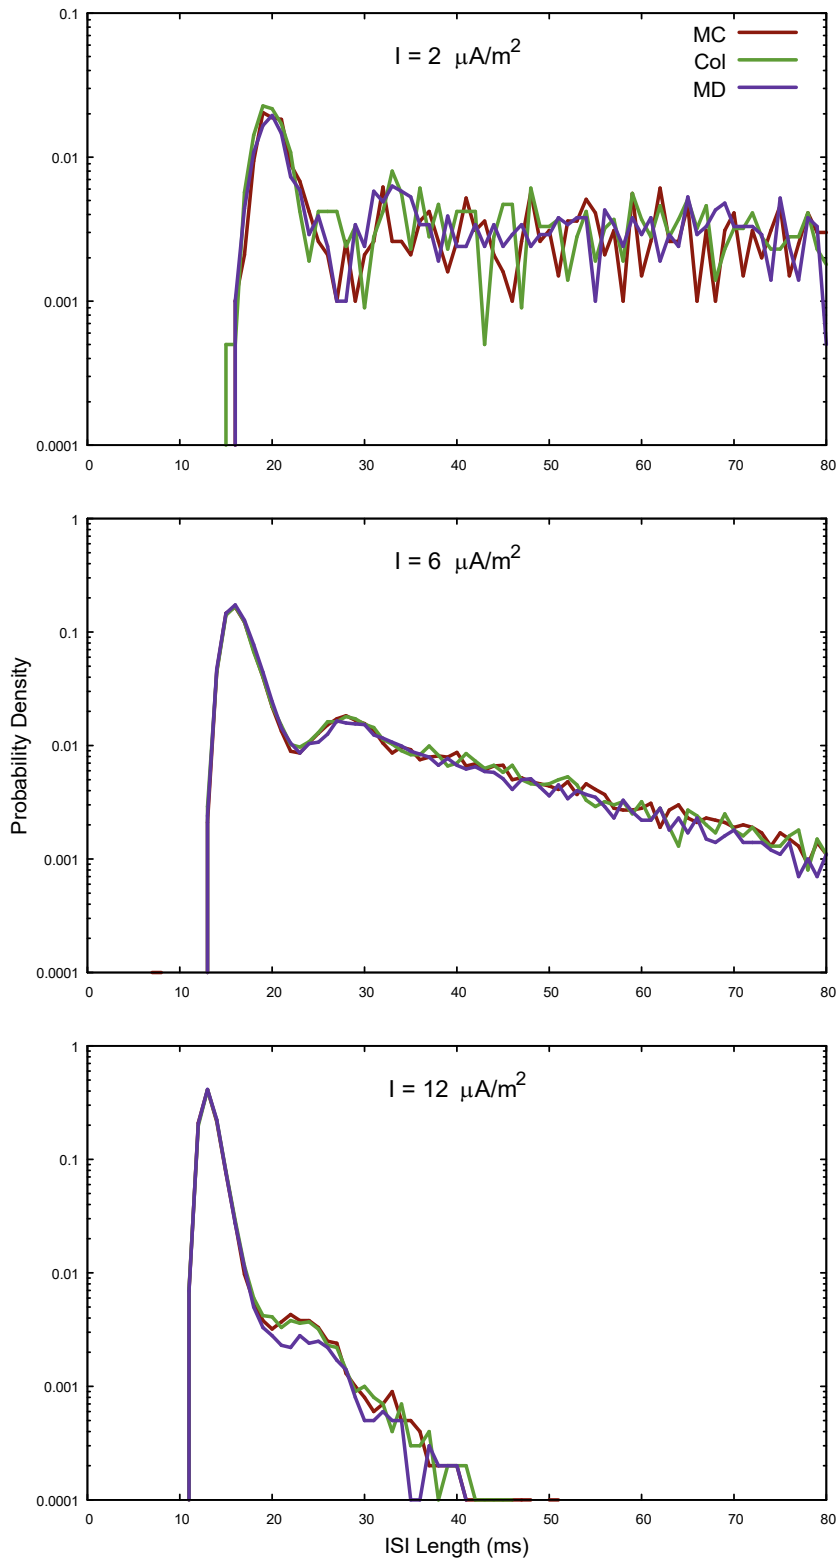 0.1
I = 2 μA/m²
MC
Col
MD
0.01
0.001
0.0001
0 10 20 30 40 50 60 70 80
1
I = 6 μA/m²
0.1
Probability Density
0.01
0.001
0.0001
0 10 20 30 40 50 60 70 80
1
I = 12 μA/m²
0.1
0.01
0.001
0.0001
0 10 20 30 40 50 60 70 80
ISI Length (ms)